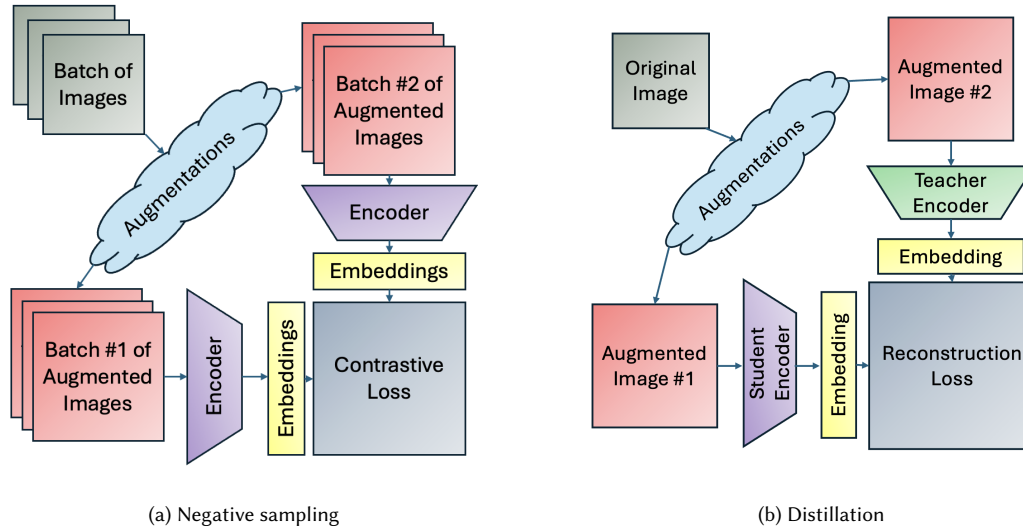 Batch of
Images
Augmentations
Batch #2 of
Augmented
Images
Encoder
Embeddings
Batch #1 of
Augmented
Images
Encoder
Embeddings
Contrastive
Loss
(a) Negative sampling
Original
Image
Augmentations
Augmented
Image #2
Teacher
Encoder
Embedding
Augmented
Image #1
Student
Encoder
Embedding
Reconstruction
Loss
(b) Distillation